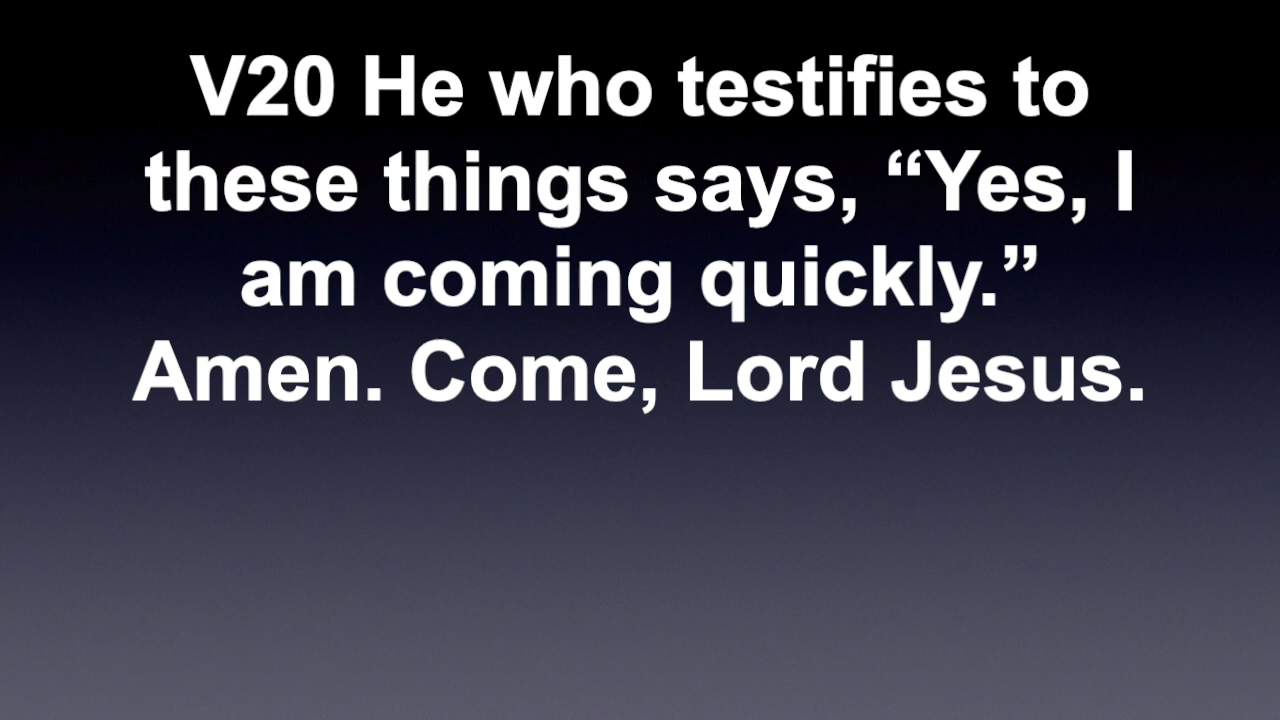 V20 He who testifies to
these things says, “Yes, I
am coming quickly.”
Amen. Come, Lord Jesus.